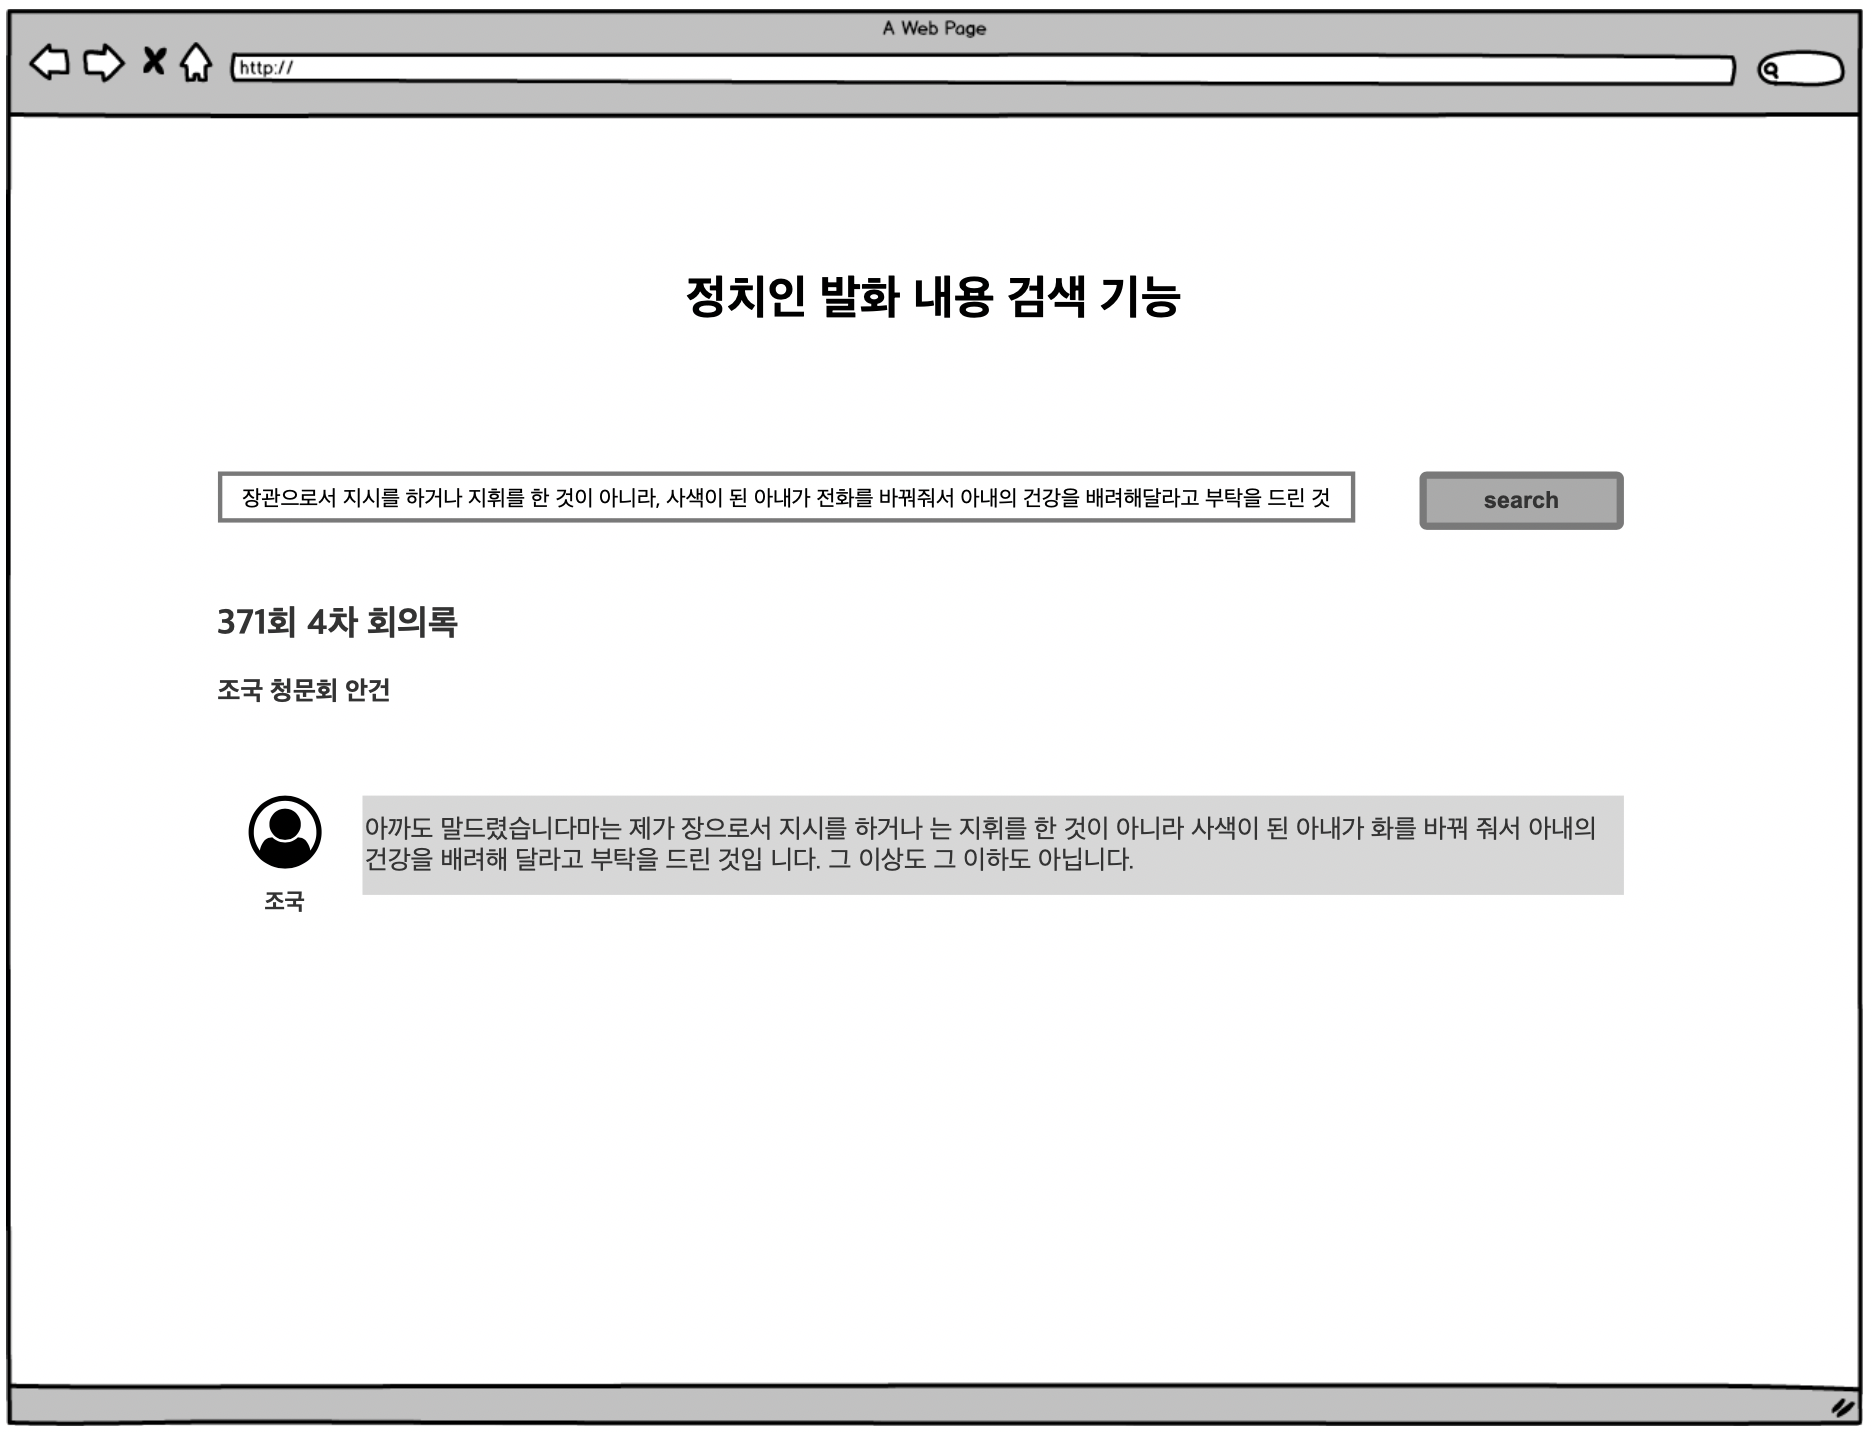 A Web Page
http://
정치인 발화 내용 검색 기능
장관으로서 지시를 하거나 지휘를 한 것이 아니라, 사색이 된 아내가 전화를 바꿔줘서 아내의 건강을 배려해달라고 부탁을 드린 것
search
371회 4차 회의록
조국 청문회 안건
아까도 말드렸습니다마는 제가 장으로서 지시를 하거나 는 지휘를 한 것이 아니라 사색이 된 아내가 화를 바꿔 줘서 아내의
건강을 배려해 달라고 부탁을 드린 것입 니다. 그 이상도 그 이하도 아닙니다.
조국